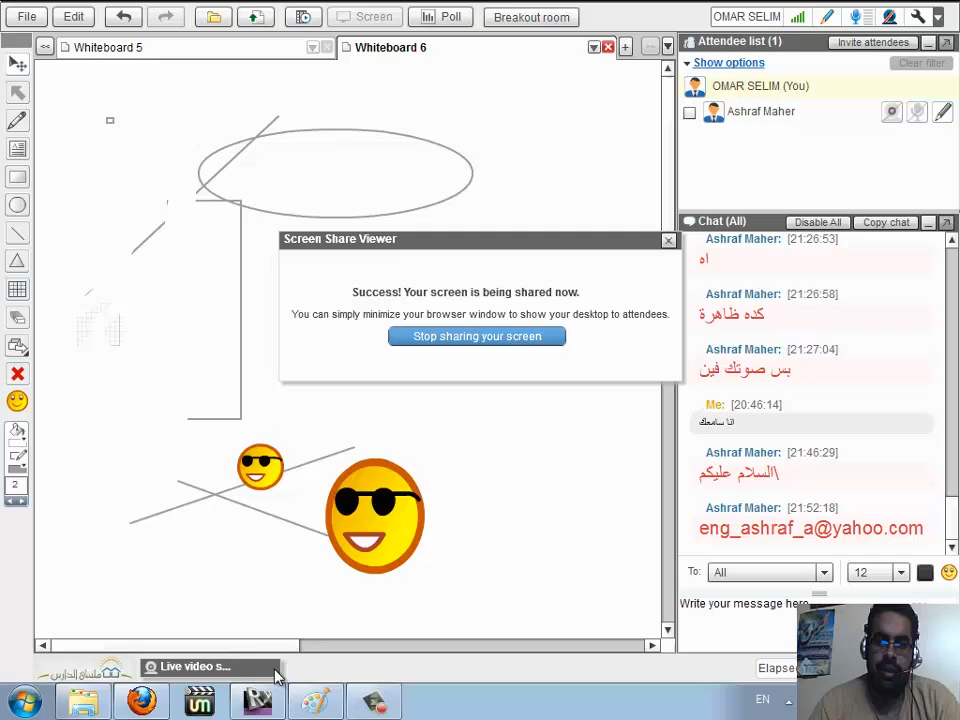 File
Edit
Screen
Poll
Breakout room
OMAR SELIM
<<
Whiteboard 5
Whiteboard 6
+
Attendee list (1)
Invite attendees
Show options
Clear filter
OMAR SELIM (You)
Ashraf Maher
Chat (All)
Disable All
Copy chat
Ashraf Maher: [21:26:53]
اه
Ashraf Maher: [21:26:58]
كده ظاهرة
Ashraf Maher: [21:27:04]
بس صوتك فين
Me: [20:46:14]
انا سامعك
Ashraf Maher: [21:46:29]
\السلام عليكم
Ashraf Maher: [21:52:18]
eng_ashraf_a@yahoo.com
To:
All
12
Write your message here
Screen Share Viewer
Success! Your screen is being shared now.
You can simply minimize your browser window to show your desktop to attendees.
Stop sharing your screen
2
Live video s...
Elapse
um
EN